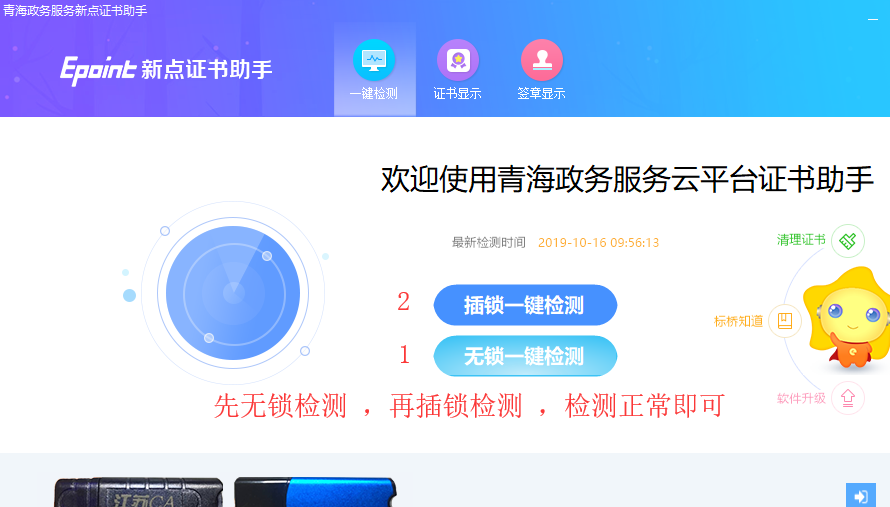 青海政务服务新点证书助手
Epoint 新点证书助手
一键检测 证书显示 签章显示
欢迎使用青海政务服务云平台证书助手
最新检测时间 2019-10-16 09:56:13
清理证书
2 插锁一键检测
标桥知道
1 无锁一键检测
先无锁检测 ，再插锁检测 ，检测正常即可
软件升级
江苏CA